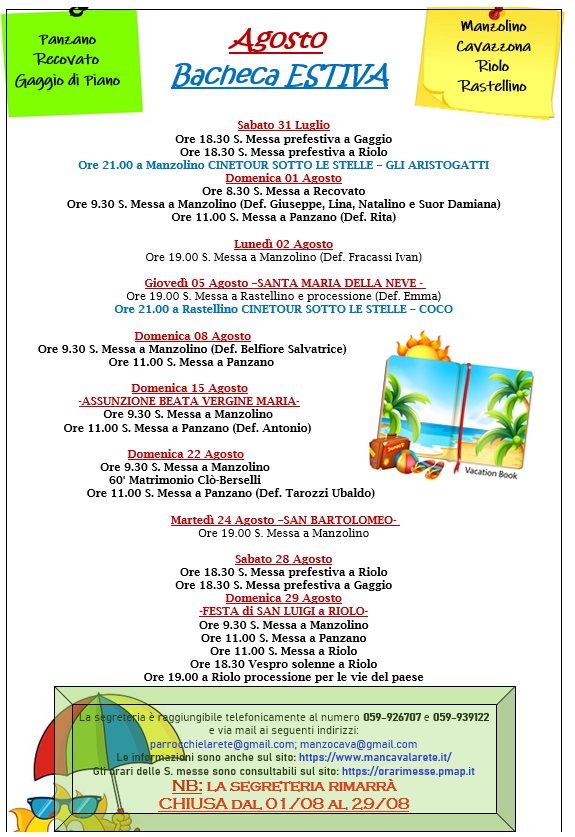 Panzano
Recovato
Gaggio di Piano
Agosto
Bacheca ESTIVA
Manzolino
Cavazzona
Riolo
Rastellino
Sabato 31 Luglio
Ore 18.30 S. Messa prefestiva a Gaggio
Ore 18.30 S. Messa prefestiva a Riolo
Ore 21.00 a Manzolino CINETOUR SOTTO LE STELLE – GLI ARISTOGATTI
Domenica 01 Agosto
Ore 8.30 S. Messa a Recovato
Ore 9.30 S. Messa a Manzolino (Def. Giuseppe, Lina, Natalino e Suor Damiana)
Ore 11.00 S. Messa a Panzano (Def. Rita)
Lunedì 02 Agosto
Ore 19.00 S. Messa a Manzolino (Def. Fracassi Ivan)
Giovedì 05 Agosto –SANTA MARIA DELLA NEVE -
Ore 19.00 S. Messa a Rastellino e processione (Def. Emma)
Ore 21.00 a Rastellino CINETOUR SOTTO LE STELLE – COCO
Domenica 08 Agosto
Ore 9.30 S. Messa a Manzolino (Def. Belfiore Salvatrice)
Ore 11.00 S. Messa a Panzano
Domenica 15 Agosto
-ASSUNZIONE BEATA VERGINE MARIA-
Ore 9.30 S. Messa a Manzolino
Ore 11.00 S. Messa a Panzano (Def. Antonio)
Domenica 22 Agosto
Ore 9.30 S. Messa a Manzolino
60° Matrimonio Clò-Berselli
Ore 11.00 S. Messa a Panzano (Def. Tarozzi Ubaldo)
Vacation Book
Martedì 24 Agosto –SAN BARTOLOMEO-
Ore 19.00 S. Messa a Manzolino
Sabato 28 Agosto
Ore 18.30 S. Messa prefestiva a Riolo
Ore 18.30 S. Messa prefestiva a Gaggio
Domenica 29 Agosto
-FESTA di SAN LUIGI a RIOLO-
Ore 9.30 S. Messa a Manzolino
Ore 11.00 S. Messa a Panzano
Ore 11.00 S. Messa a Riolo
Ore 18.30 Vespro solenne a Riolo
Ore 19.00 a Riolo processione per le vie del paese
La segreteria è raggiungibile telefonicamente al numero 059-926707 e 059-939122
e via mail ai seguenti indirizzi:
parrocchielarete@gmail.com; manzocava@gmail.com
Le informazioni sono anche sul sito: https://www.mancavalarete.it/
Gli orari delle S. messe sono consultabili sul sito: https://orarimesse.pmap.it
NB: LA SEGRETERIA RIMARRÀ
CHIUSA DAL 01/08 AL 29/08